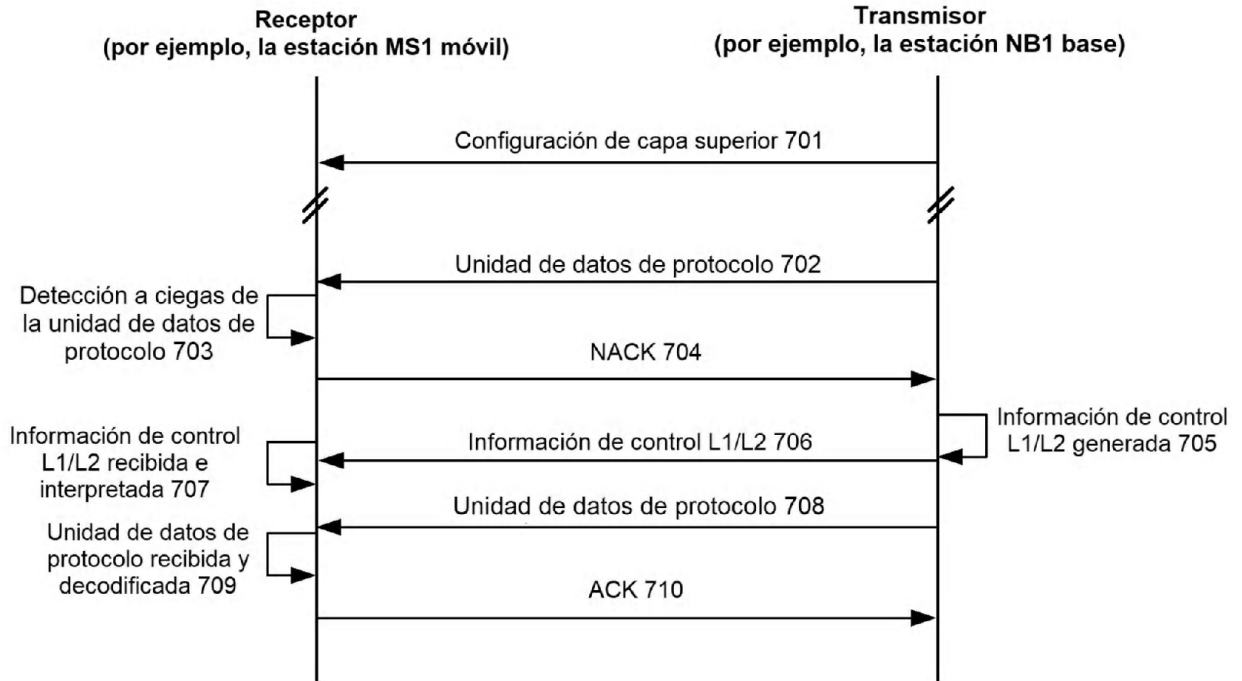 Receptor
(por ejemplo, la estación MS1 móvil)
Transmisor
(por ejemplo, la estación NB1 base)
Configuración de capa superior 701
Unidad de datos de protocolo 702
Detección a ciegas de
la unidad de datos de
protocolo 703
NACK 704
Información de control
L1/L2 generada 705
Información de control L1/L2 706
Información de control
L1/L2 recibida e
interpretada 707
Unidad de datos de protocolo 708
Unidad de datos de
protocolo recibida y
decodificada 709
ACK 710